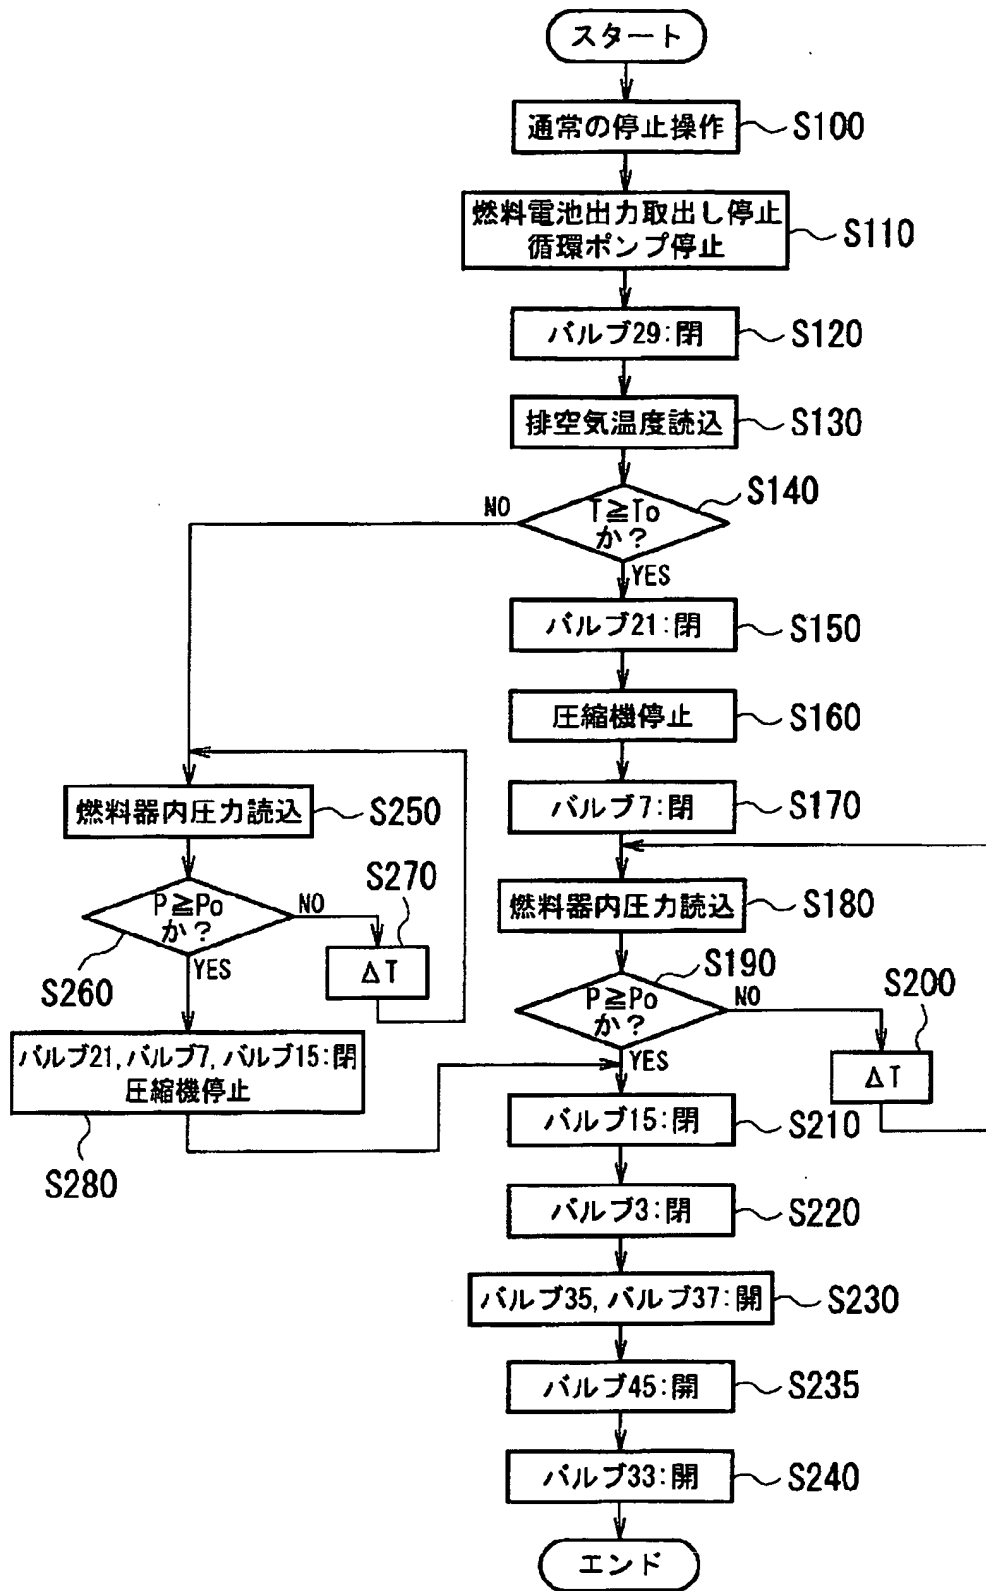 スタート
通常の停止操作
S100
燃料電池出力取出し停止
循環ポンプ停止
S110
バルブ29:閉
S120
排空気温度読込
S130
T≧To
か?
S140
NO
YES
バルブ21:閉
S150
圧縮機停止
S160
バルブ7:閉
S170
燃料器内圧力読込
S250
燃料器内圧力読込
S180
P≧Po
か?
S260
NO
YES
S270
ΔT
P≧Po
か?
S190
NO
YES
S200
ΔT
バルブ21,バルブ7,バルブ15:閉
圧縮機停止
S280
バルブ15:閉
S210
バルブ3:閉
S220
バルブ35,バルブ37:開
S230
バルブ45:開
S235
バルブ33:開
S240
エンド